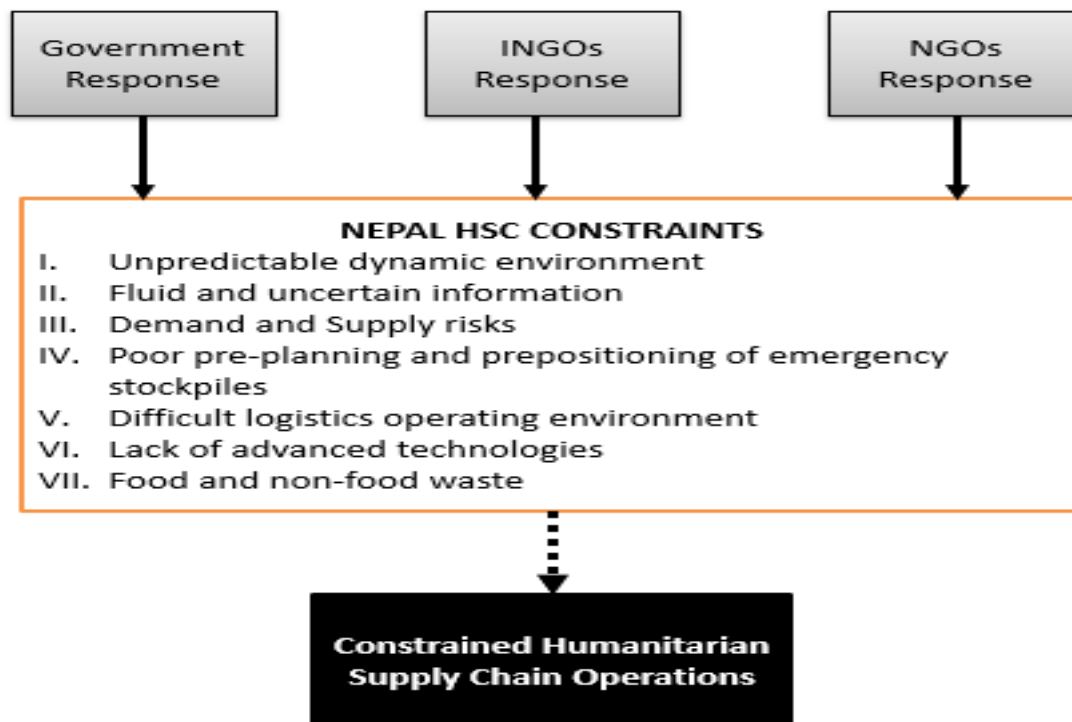 Government
Response
INGOs
Response
NGOs
Response
NEPAL HSC CONSTRAINTS
I. Unpredictable dynamic environment
II. Fluid and uncertain information
III. Demand and Supply risks
IV. Poor pre-planning and prepositioning of emergency
stockpiles
V. Difficult logistics operating environment
VI. Lack of advanced technologies
VII. Food and non-food waste
Constrained Humanitarian
Supply Chain Operations